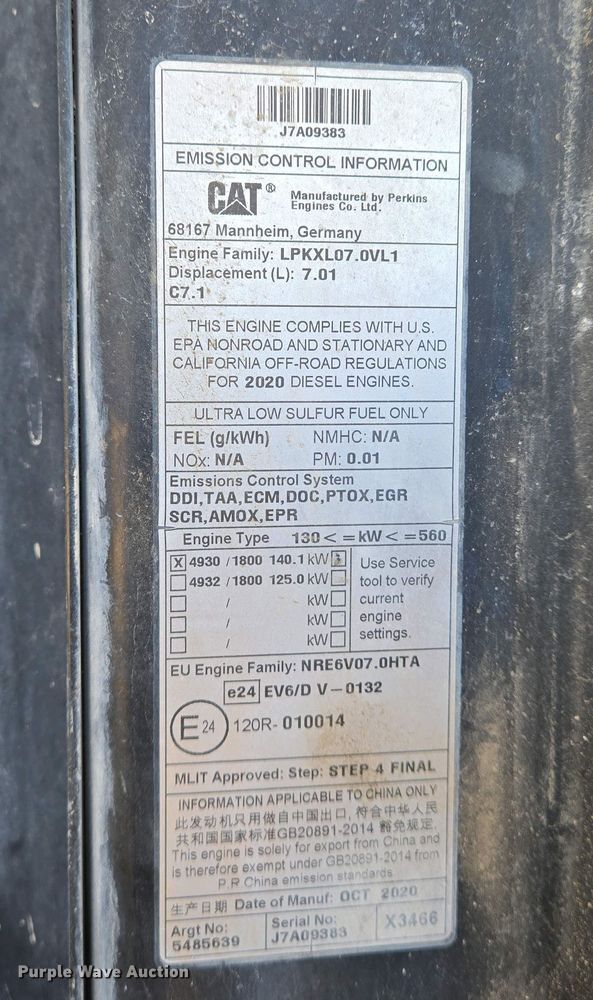 J7A09383
EMISSION CONTROL INFORMATION
CAT® Manufactured by Perkins
Engines Co. Ltd.
68167 Mannheim, Germany
Engine Family: LPKXL07.0VL1
Displacement (L): 7.01
C7.1
THIS ENGINE COMPLIES WITH U.S.
EPA NONROAD AND STATIONARY AND
CALIFORNIA OFF-ROAD REGULATIONS
FOR 2020 DIESEL ENGINES.
ULTRA LOW SULFUR FUEL ONLY
FEL (g/kWh) NMHC: N/A
NOx: N/A PM: 0.01
Emissions Control System
DDI,TAA,ECM,DOC,PTOX,EGR
SCR,AMOX,EPR
Engine Type 130<=kW<=560
X 4930 /1800 140.1 kW
4932 /1800 125.0 kW
/ kW
/ kW
/ kW
Use Service
tool to verify
current
engine
settings.
EU Engine Family: NRE6V07.0HTA
e24 EV6/D V-0132
E24 120R-010014
MLIT Approved: Step: STEP 4 FINAL
INFORMATION APPLICABLE TO CHINA ONLY
此发动机只用做自中国出口, 符合中华人民
共和国国家标准GB20891-2014 豁免规定.
This engine is solely for export from China and
is therefore exempt under GB20891-2014 from
P.R China emission standards
生产日期 Date of Manuf: OCT 2020
Argt No:
5485639
Serial No:
J7A09383
X3466
Purple Wave Auction